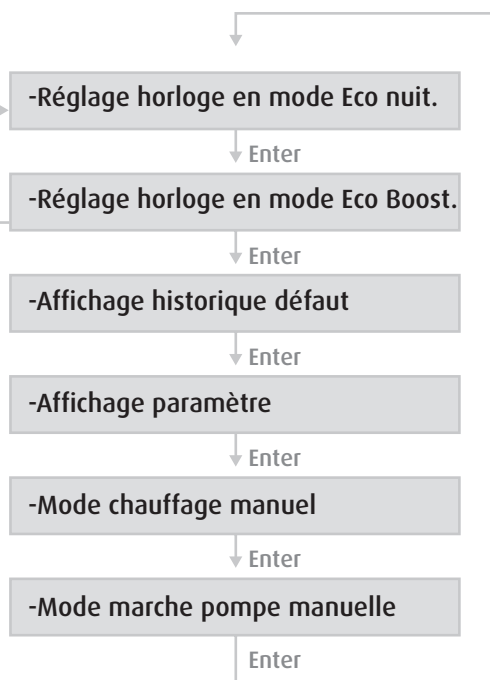 -Réglage horloge en mode Eco nuit.
Enter
-Réglage horloge en mode Eco Boost.
Enter
-Affichage historique défaut
Enter
-Affichage paramètre
Enter
-Mode chauffage manuel
Enter
-Mode marche pompe manuelle
Enter